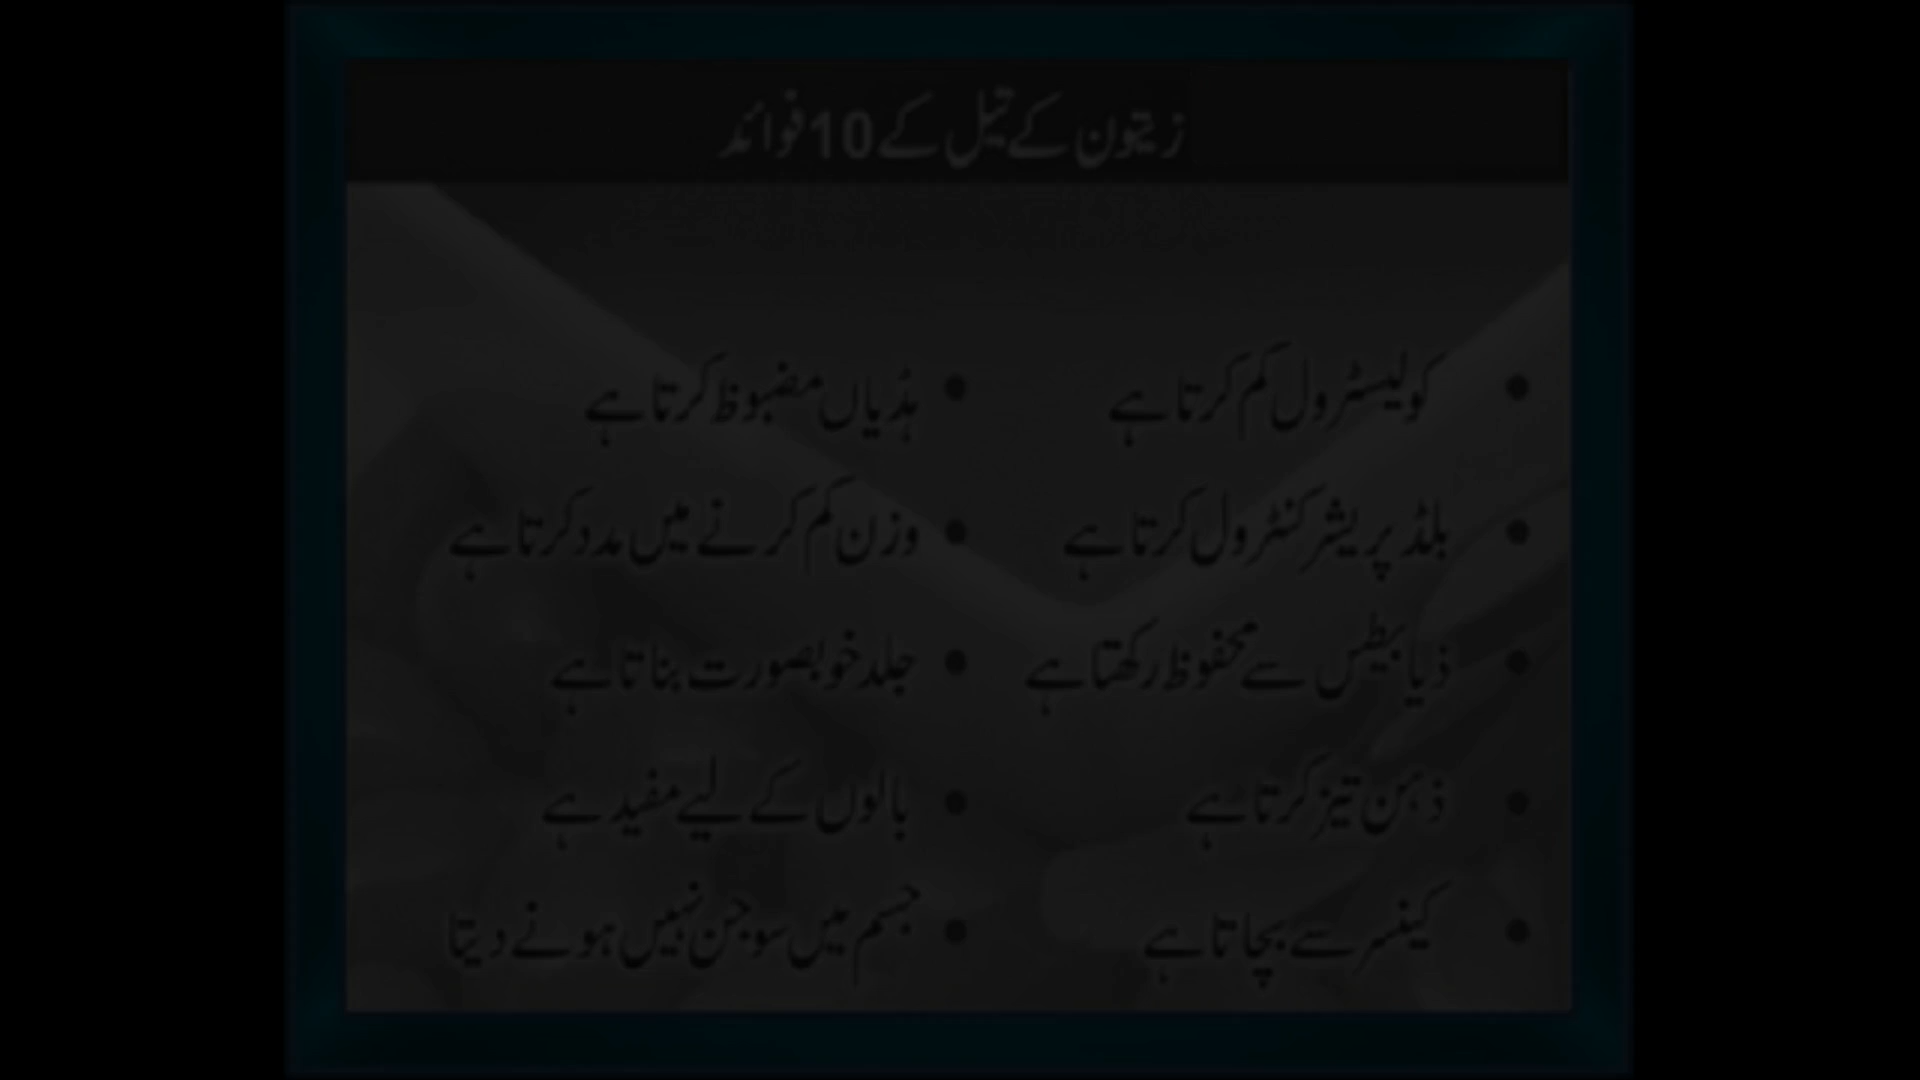 زیتون کے تیل کے 10 فوائد
کولیسٹرول کم کرتا ہے
بلڈ پریشر کنٹرول کرتا ہے
ذیابیطس سے محفوظ رکھتا ہے
ذہن تیز کرتا ہے
کینسر سے بچاتا ہے
ہڈیاں مضبوظ کرتا ہے
وزن کم کرنے میں مدد کرتا ہے
جلد خوبصورت بناتا ہے
بالوں کے لیے مفید ہے
جسم میں سوجن نہیں ہونے دیتا